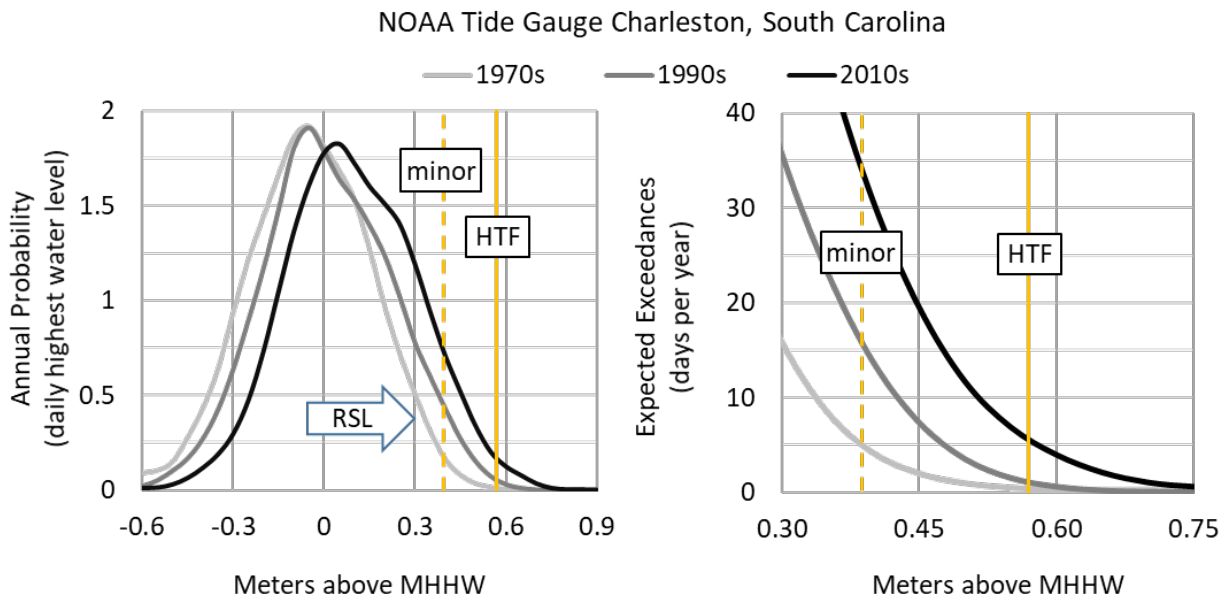 NOAA Tide Gauge Charleston, South Carolina
1970s 1990s 2010s
Annual Probability
(daily highest water level)
2
1.5
1
0.5
0
minor
HTF
RSL
-0.6 -0.3 0 0.3 0.6 0.9
Meters above MHHW
Expected Exceedances
(days per year)
40
30
20
10
0
minor
HTF
0.30 0.45 0.60 0.75
Meters above MHHW